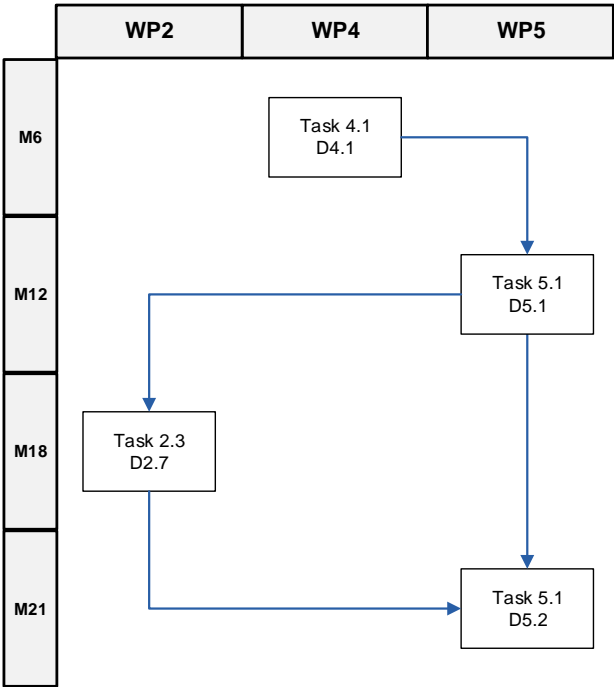 WP2
WP4
WP5
M6
Task 4.1
D4.1
M12
Task 5.1
D5.1
M18
Task 2.3
D2.7
M21
Task 5.1
D5.2